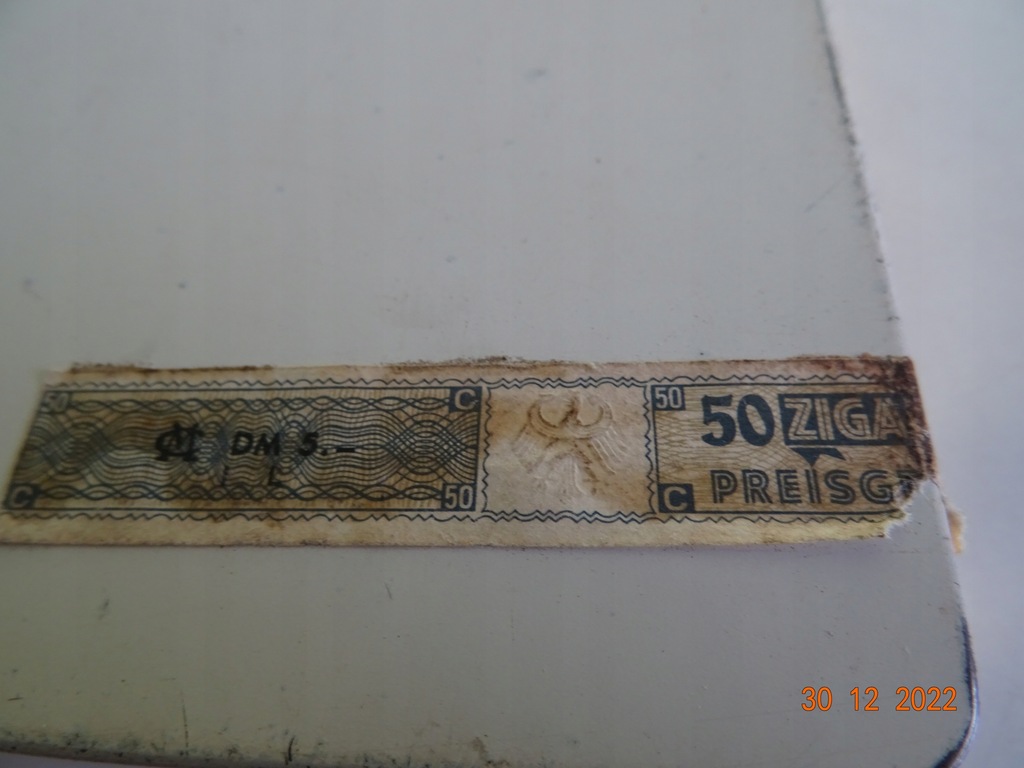 50 C
DM 5.–
L
C 50
50
50 ZIGA
C PREISG
30 12 2022